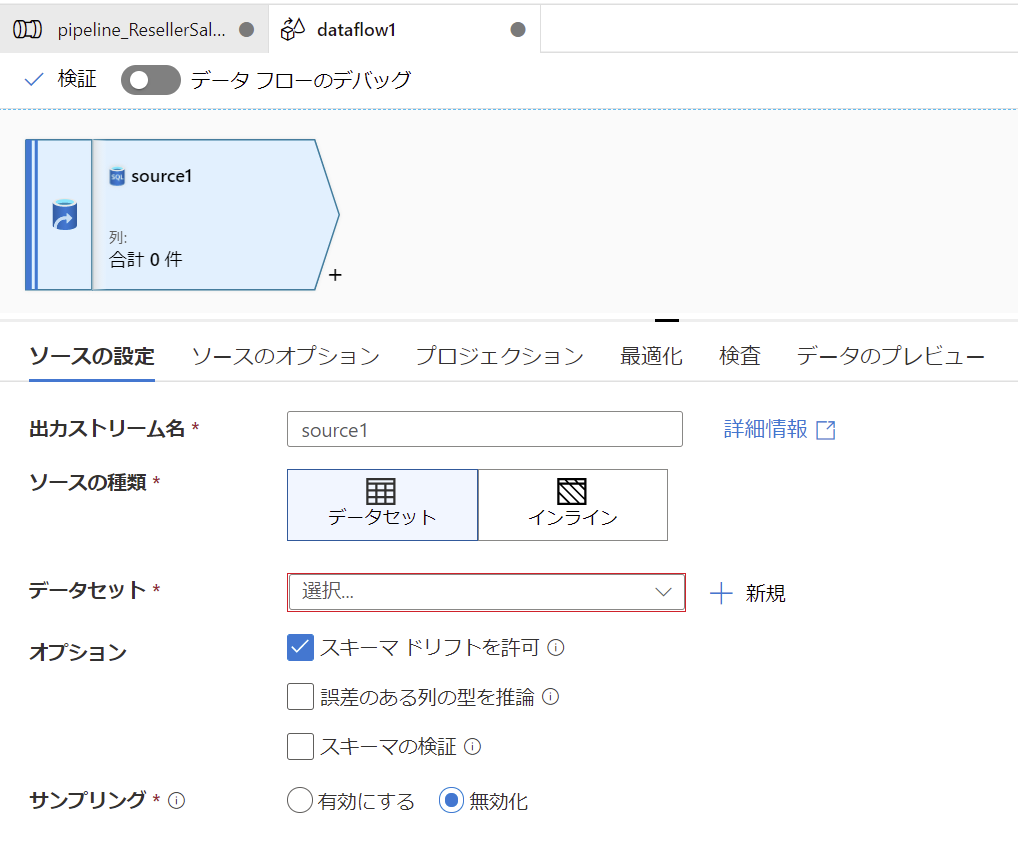 pipeline_ResellerSal...
dataflow1
検証
データ フローのデバッグ
SQL
source1
列:
合計 0 件
+
ソースの設定
ソースのオプション
プロジェクション
最適化
検査
データのプレビュー
出力ストリーム名 *
source1
詳細情報
ソースの種類 *
データセット
インライン
データセット *
選択...
新規
オプション
スキーマ ドリフトを許可
誤差のある列の型を推論
スキーマの検証
サンプリング *
有効にする
無効化